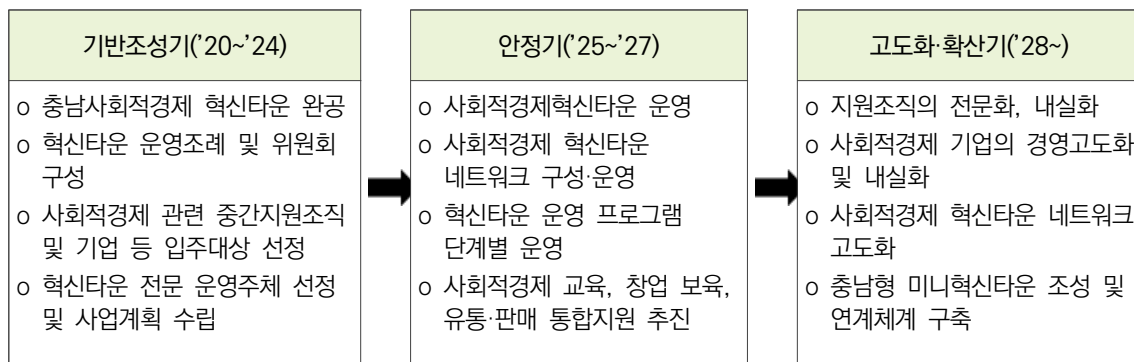 기반조성기('20~'24)
o 충남사회적경제 혁신타운 완공
o 혁신타운 운영조례 및 위원회
구성
o 사회적경제 관련 중간지원조직
및 기업 등 입주대상 선정
o 혁신타운 전문 운영주체 선정
및 사업계획 수립
안정기('25~'27)
o 사회적경제혁신타운 운영
o 사회적경제 혁신타운
네트워크 구성·운영
o 혁신타운 운영 프로그램
단계별 운영
o 사회적경제 교육, 창업 보육,
유통·판매 통합지원 추진
고도화·확산기('28~)
o 지원조직의 전문화, 내실화
o 사회적경제 기업의 경영고도화
및 내실화
o 사회적경제 혁신타운 네트워크
고도화
o 충남형 미니혁신타운 조성 및
연계체계 구축